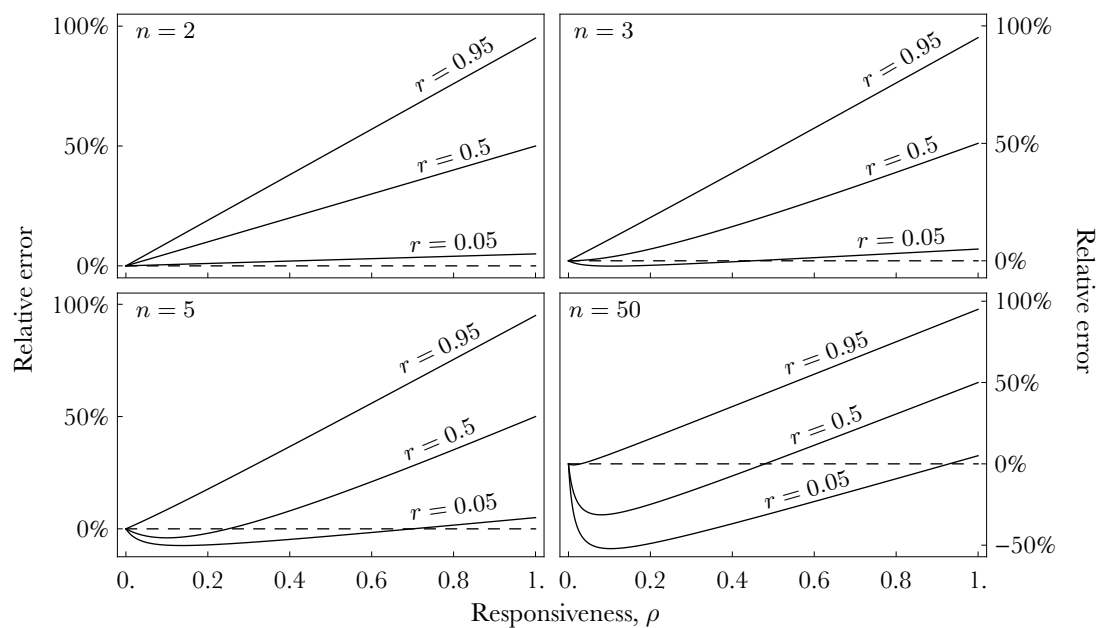 100%
n = 2
r = 0.95
50%
r = 0.5
r = 0.05
0%
n = 3
100%
r = 0.95
50%
r = 0.5
r = 0.05
0%
Relative error
Relative error
100%
n = 5
r = 0.95
50%
r = 0.5
r = 0.05
0%
n = 50
100%
r = 0.95
50%
r = 0.5
0%
r = 0.05
−50%
0. 0.2 0.4 0.6 0.8 1.
0. 0.2 0.4 0.6 0.8 1.
Responsiveness, ρ